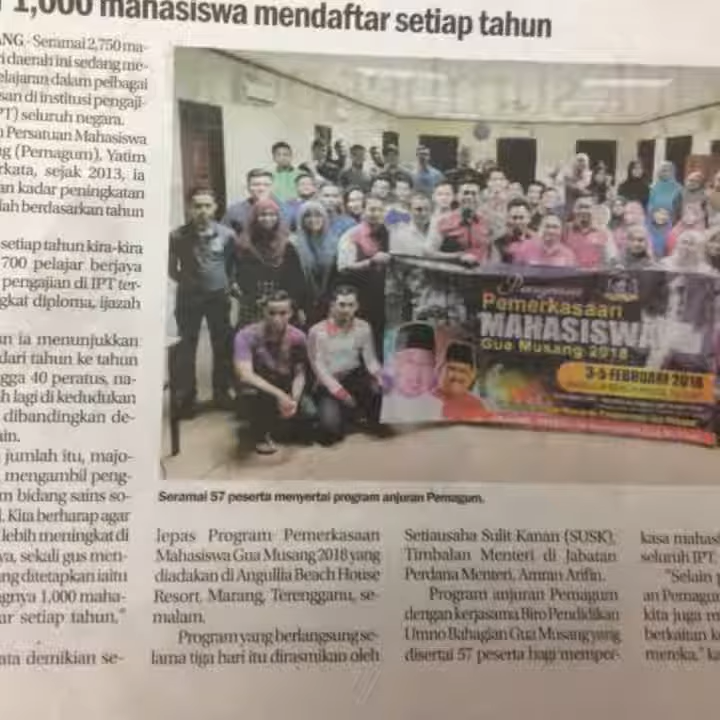 1,000 mahasiswa mendaftar setiap tahun
ANG - Seramai 2,750 ma-
ri daerah ini sedang me-
elajaran dalam pelbagai
san di institusi pengaji-
PT) seluruh negara.
Persatuan Mahasiswa
g (Pemagum), Yatim
rkata, sejak 2013, ia
an kadar peningkatan
lah berdasarkan tahun
setiap tahun kira-kira
700 pelajar berjaya
pengajian di IPT ter-
gkat diploma, ijazah
un ia menunjukkan
dari tahun ke tahun
gga 40 peratus, na-
h lagi di kedudukan
dibandingkan de-
ain.
jumlah itu, majo-
mengambil peng-
m bidang sains so-
l. Kita berharap agar
lebih meningkat di
va, sekali gus men-
ng ditetapkan iaitu
gnya 1,000 maha-
ar setiap tahun,"
ata demikian se-
Pemerkasaan
MAHASISWA
Gua Musang 2018
3-5 FEBRUARI 2018
Seramai 57 peserta menyertai program anjuran Pemagum.
lepas Program Pemerkasaan
Mahasiswa Gua Musang 2018 yang
diadakan di Angullia Beach House
Resort, Marang, Terengganu, se-
malam.
Program yang berlangsung se-
lama tiga hari itu dirasmikan oleh
Setiausaha Sulit Kanan (SUSK),
Timbalan Menteri di Jabatan
Perdana Menteri, Amran Arifin.
Program anjuran Pemagum
dengan kerjasama Biro Pendidikan
Umno Bahagian Gua Musang yang
disertai 57 peserta bagi memper-
kasa mahas
seluruh IPT.
"Selain
an Pemagu
kita juga m
berkaitan k
mereka," ka